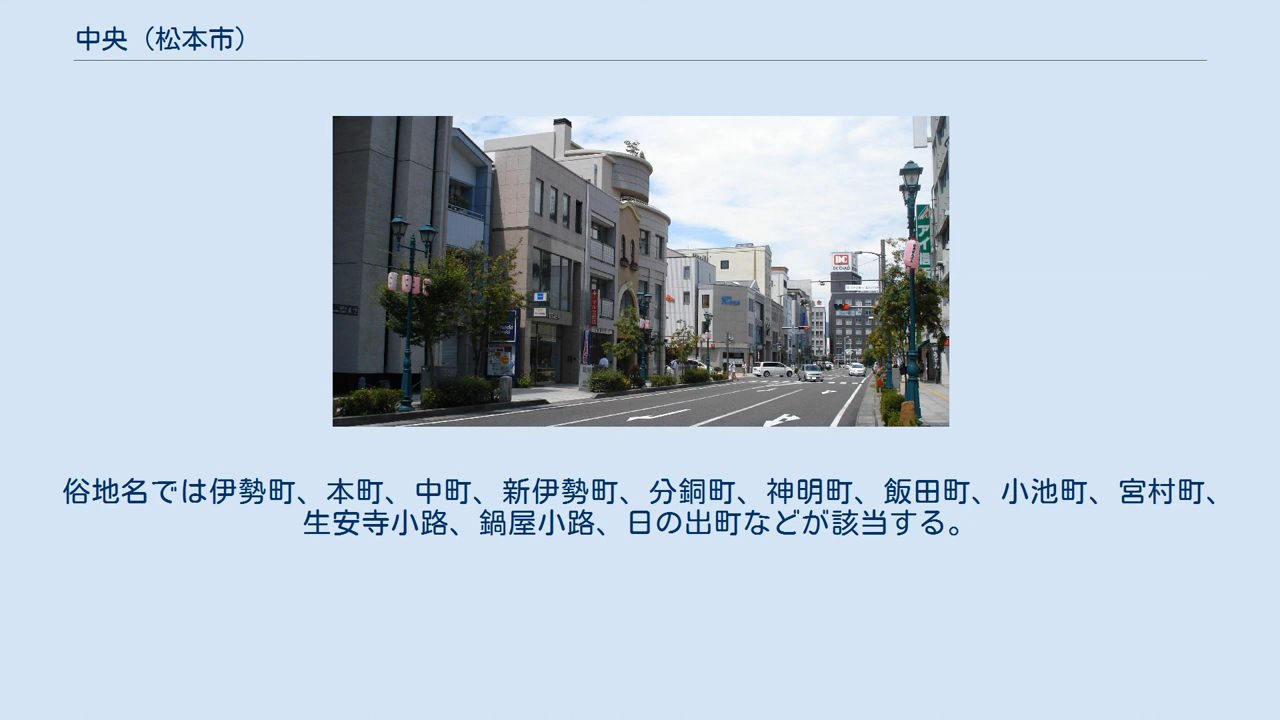 中央（松本市）
俗地名では伊勢町、本町、中町、新伊勢町、分銅町、神明町、飯田町、小池町、宮村町、
生安寺小路、鍋屋小路、日の出町などが該当する。